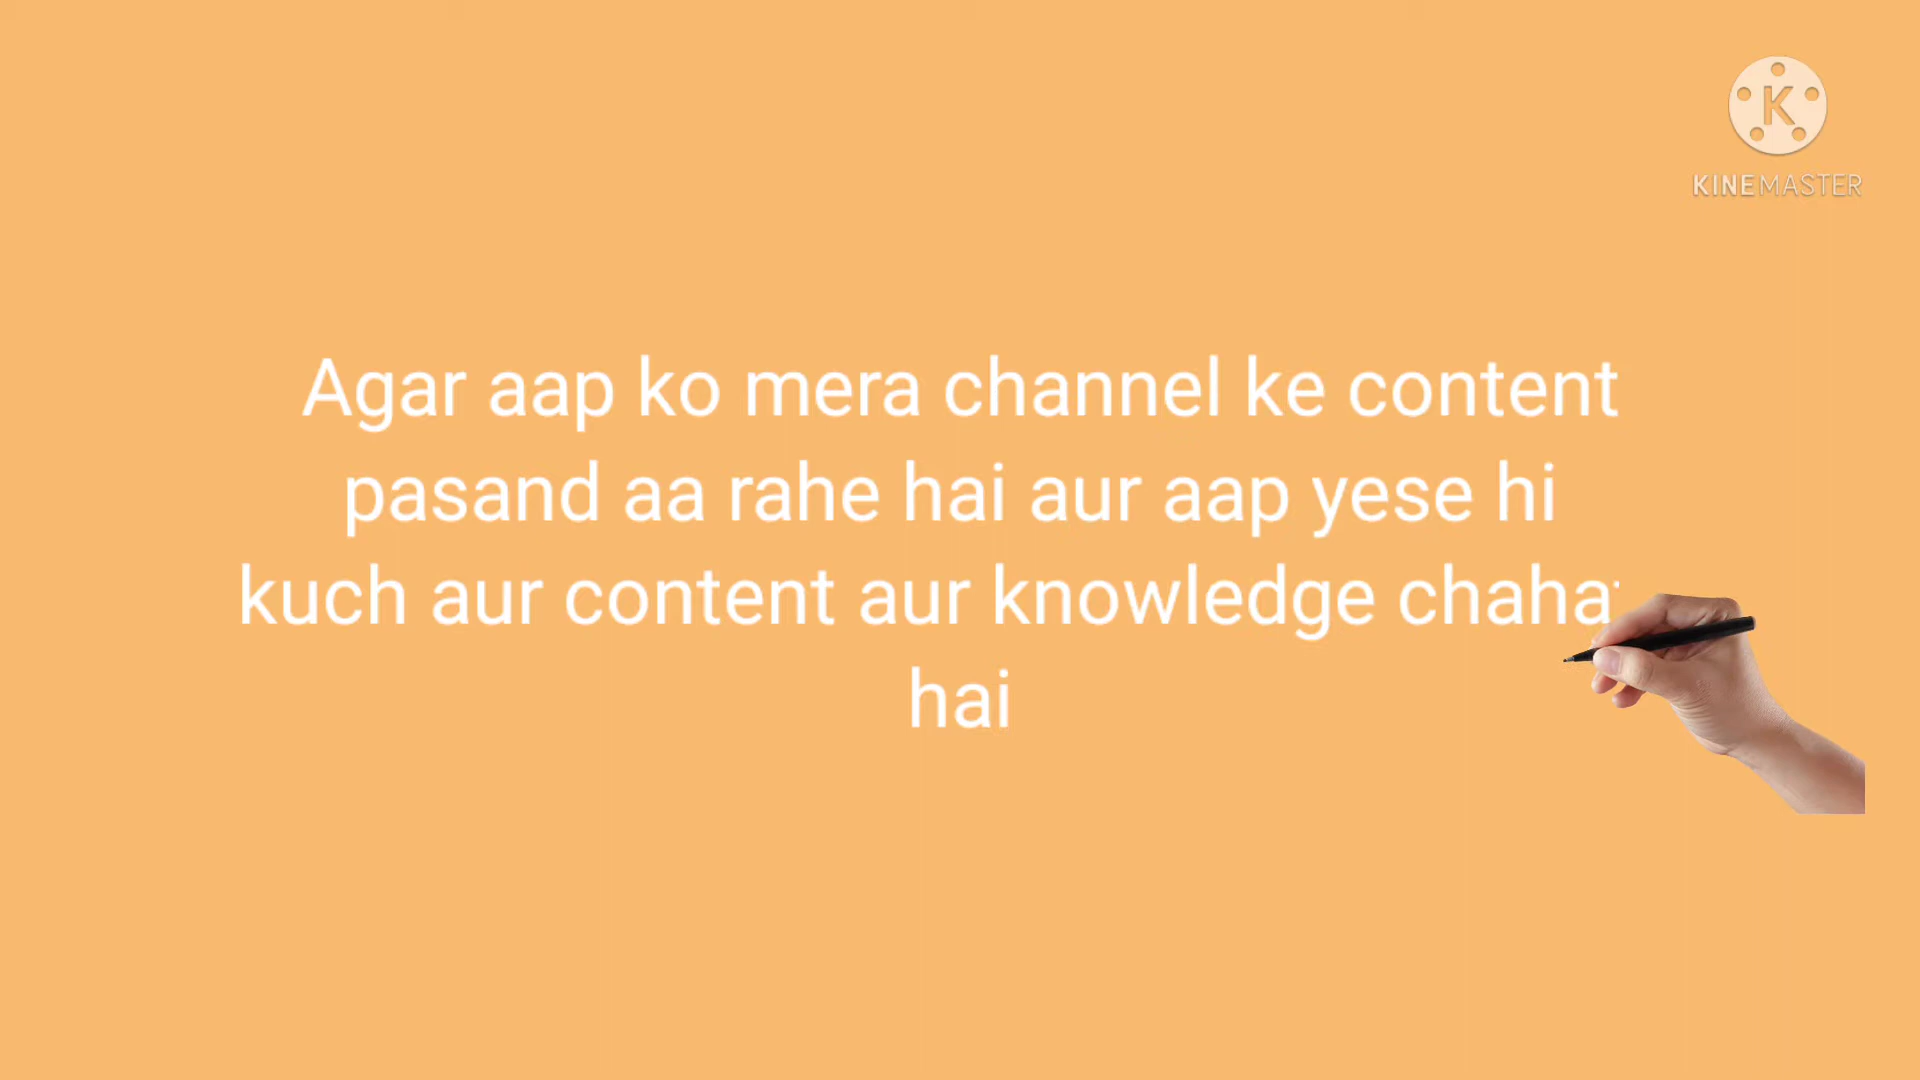 KINEMASTER
Agar aap ko mera channel ke content
pasand aa rahe hai aur aap yese hi
kuch aur content aur knowledge
hai